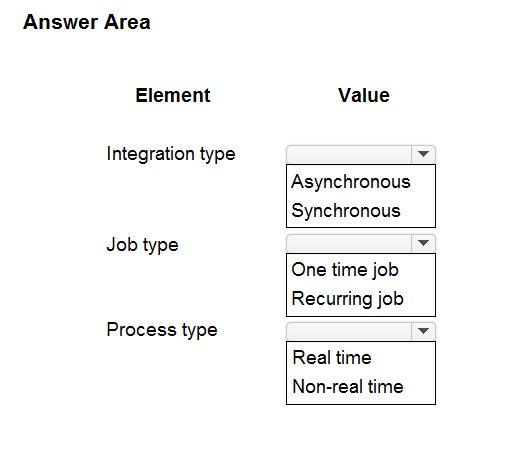 Answer Area
Element Value
Integration type
Asynchronous
Synchronous
Job type
One time job
Recurring job
Process type
Real time
Non-real time